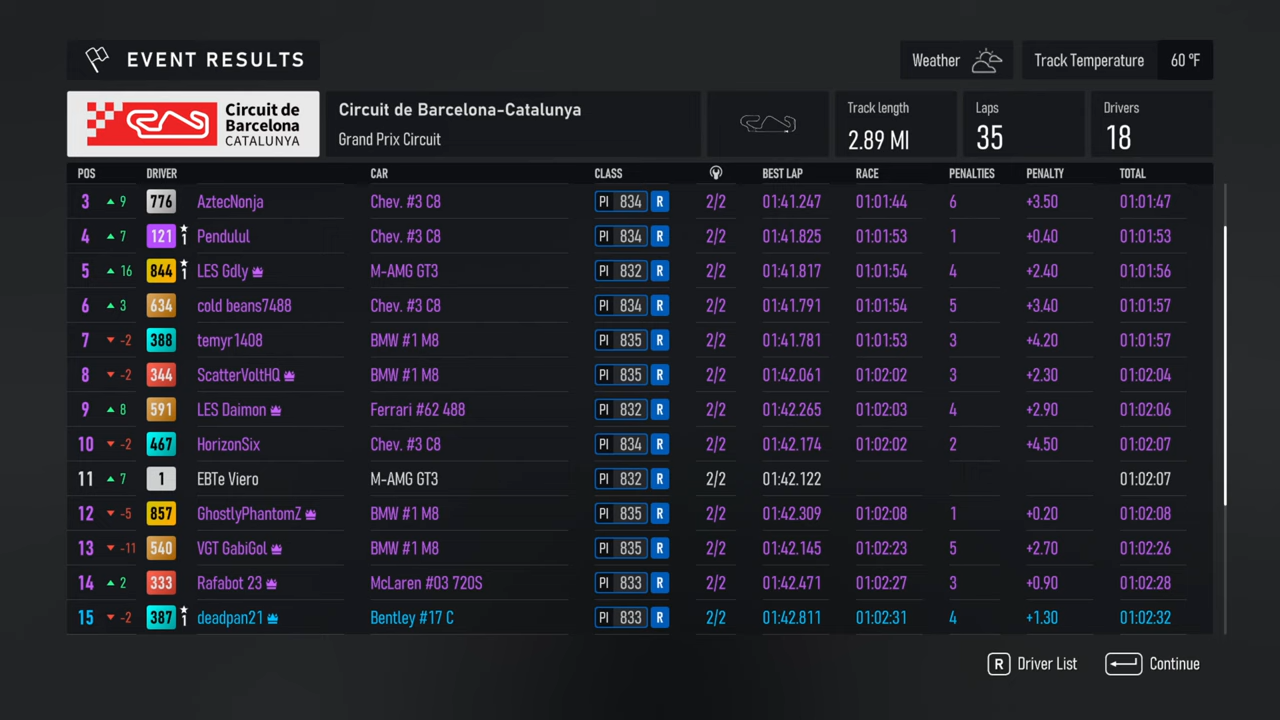 EVENT RESULTS
Weather
Track Temperature 60 °F
Circuit de
Barcelona
CATALUNYA
Circuit de Barcelona-Catalunya
Grand Prix Circuit
Track length
2.89 MI
Laps
35
Drivers
18
POS DRIVER CAR CLASS BEST LAP RACE PENALTIES PENALTY TOTAL
3 9 776 AztecNonja Chev. #3 C8 PI 834 R 2/2 01:41.247 01:01:44 6 +3.50 01:01:47
4 7 121 1 Pendulul Chev. #3 C8 PI 834 R 2/2 01:41.825 01:01:53 1 +0.40 01:01:53
5 16 844 1 LES Gdly M-AMG GT3 PI 832 R 2/2 01:41.817 01:01:54 4 +2.40 01:01:56
6 3 634 cold beans7488 Chev. #3 C8 PI 834 R 2/2 01:41.791 01:01:54 5 +3.40 01:01:57
7 -2 388 temyr1408 BMW #1 M8 PI 835 R 2/2 01:41.781 01:01:53 3 +4.20 01:01:57
8 -2 344 ScatterVoltHQ BMW #1 M8 PI 835 R 2/2 01:42.061 01:02:02 3 +2.30 01:02:04
9 8 591 LES Daimon Ferrari #62 488 PI 832 R 2/2 01:42.265 01:02:03 4 +2.90 01:02:06
10 -2 467 HorizonSix Chev. #3 C8 PI 834 R 2/2 01:42.174 01:02:02 2 +4.50 01:02:07
11 7 1 EBTe Viero M-AMG GT3 PI 832 R 2/2 01:42.122 01:02:07
12 -5 857 GhostlyPhantomZ BMW #1 M8 PI 835 R 2/2 01:42.309 01:02:08 1 +0.20 01:02:08
13 -11 540 VGT GabiGol BMW #1 M8 PI 835 R 2/2 01:42.145 01:02:23 5 +2.70 01:02:26
14 2 333 Rafabot 23 McLaren #03 720S PI 833 R 2/2 01:42.471 01:02:27 3 +0.90 01:02:28
15 -2 387 1 deadpan21 Bentley #17 C PI 833 R 2/2 01:42.811 01:02:31 4 +1.30 01:02:32
R Driver List
Continue